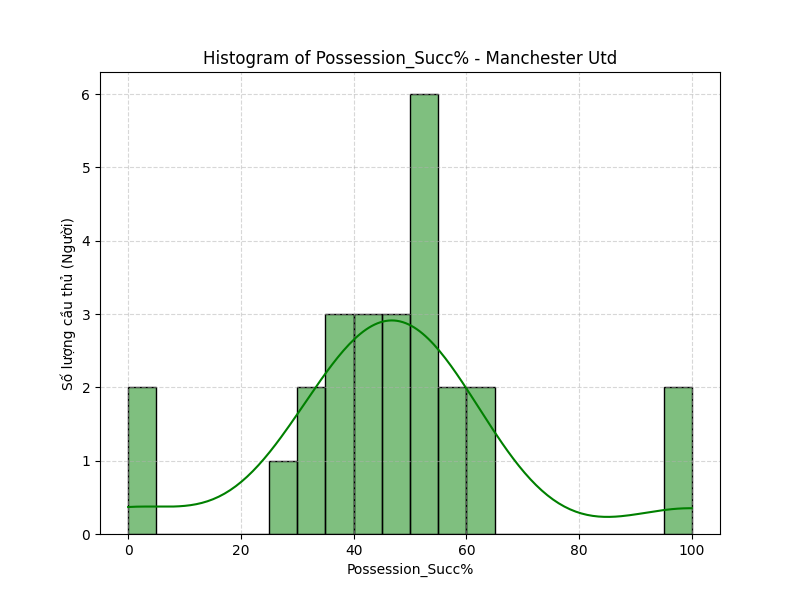 Histogram of Possession_Succ% - Manchester Utd
6
5
4
3
2
1
0
Số lượng cầu thủ (Người)
0 20 40 60 80 100
Possession_Succ%